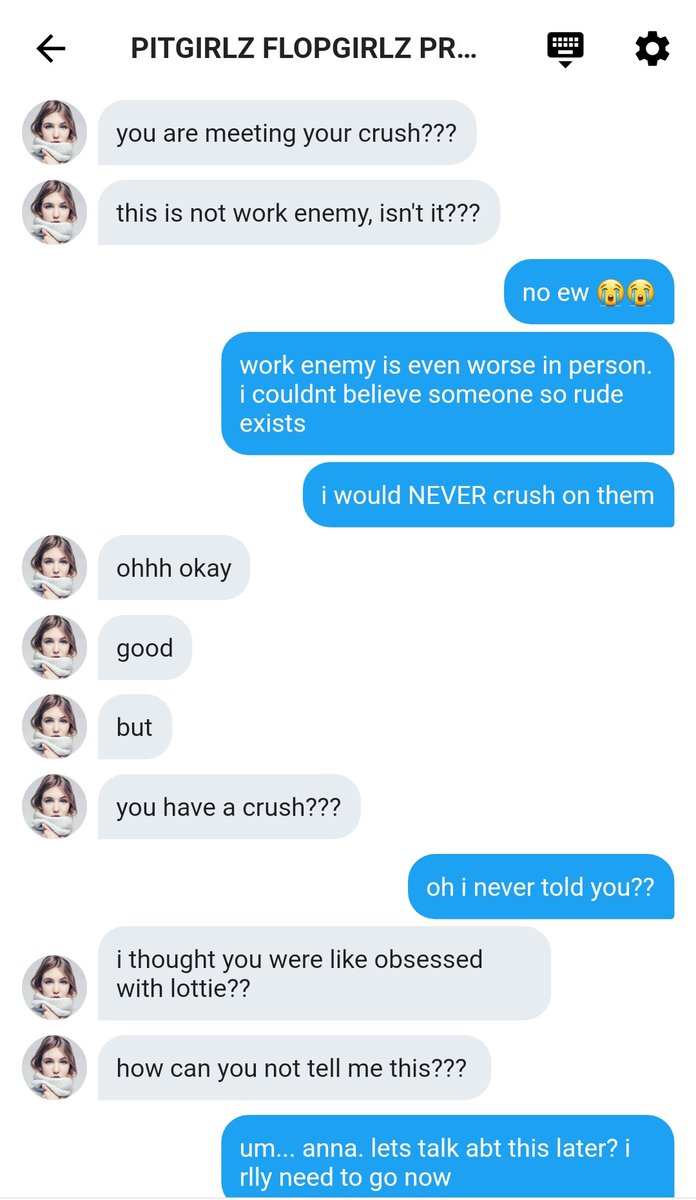 PITGIRLZ FLOPGIRLZ PR...
you are meeting your crush???
this is not work enemy, isn't it???
no ew 😭😭
work enemy is even worse in person.
i couldnt believe someone so rude
exists
i would NEVER crush on them
ohhh okay
good
but
you have a crush???
oh i never told you??
i thought you were like obsessed
with lottie??
how can you not tell me this???
um... anna. lets talk abt this later? i
rlly need to go now